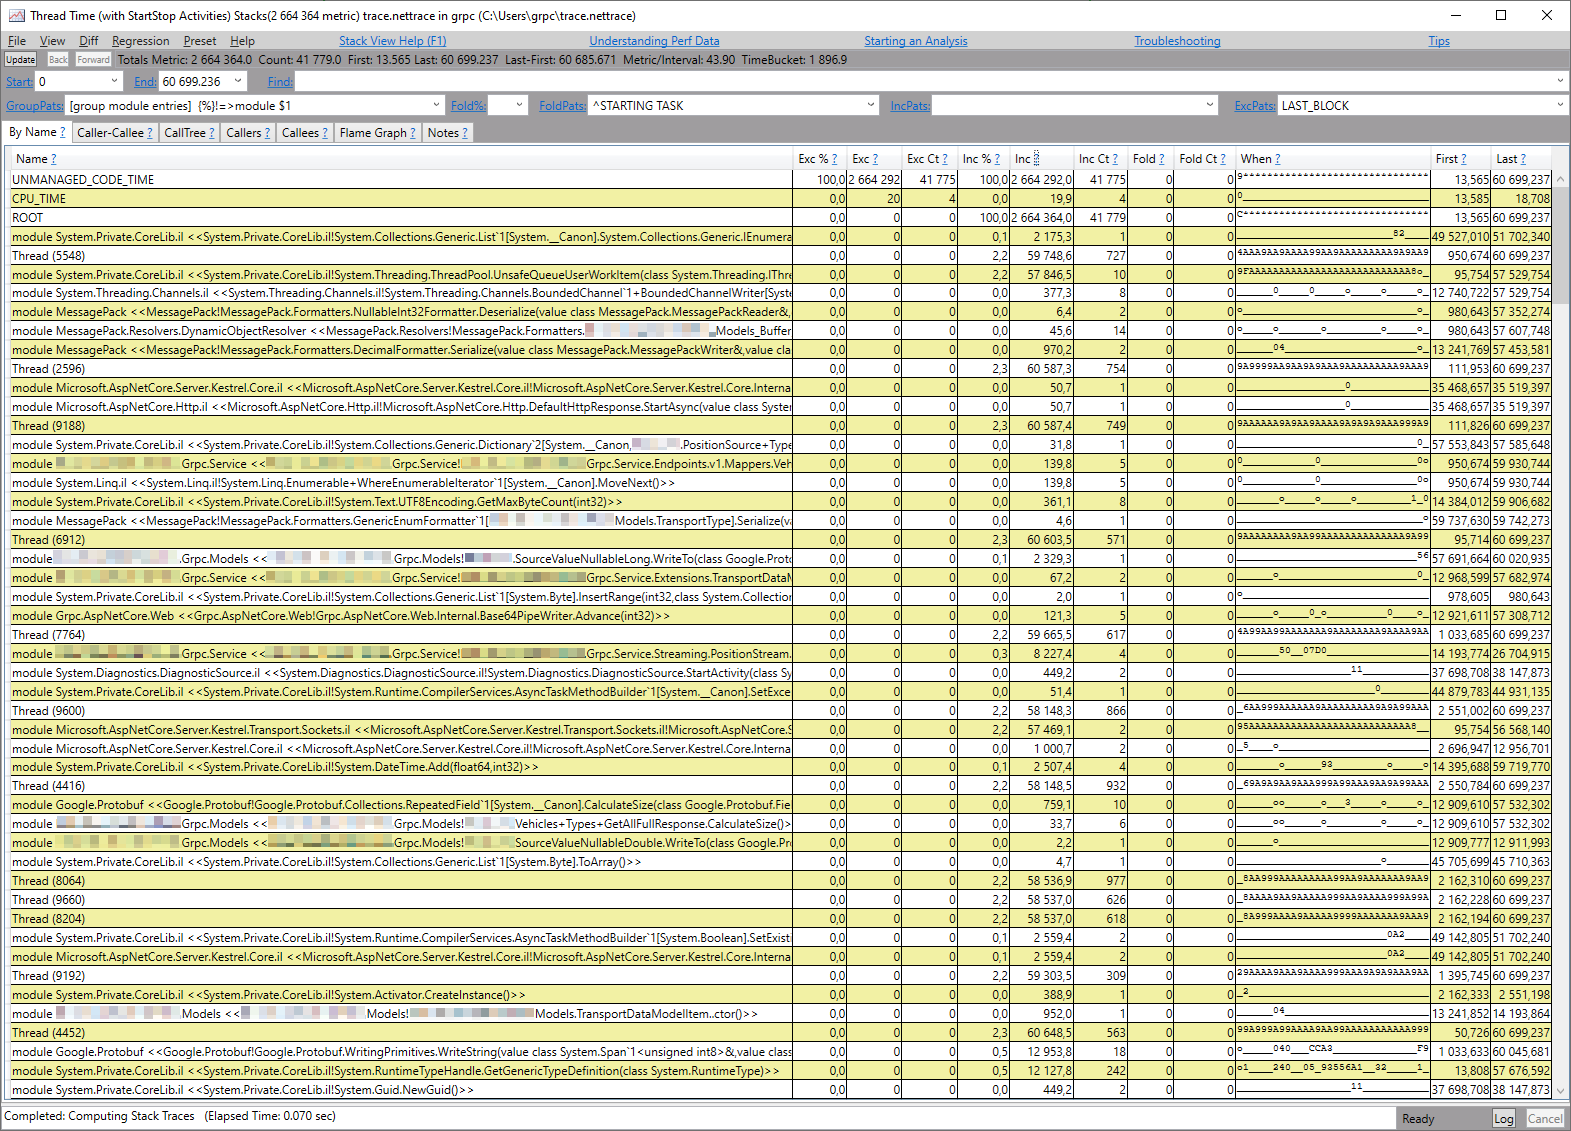 Thread Time (with StartStop Activities) Stacks(2 664 364 metric) trace.nettrace in grpc (C:\Users\grpc\trace.nettrace)
File View Diff Regression Preset Help Stack View Help (F1) Understanding Perf Data Starting an Analysis Troubleshooting Tips
Update Back Forward Totals Metric: 2 664 364.0 Count: 41 779.0 First: 13.565 Last: 60 699.237 Last-First: 60 685.671 Metric/Interval: 43.90 TimeBucket: 1 896.9
Start: 0 End: 60 699.236 Find:
GroupPats: [group module entries] {%}!=>module $1 Fold%: FoldPats: ^STARTING TASK IncPats: ExcPats: LAST_BLOCK
By Name ? Caller-Callee ? CallTree ? Callers ? Callees ? Flame Graph ? Notes ?
Name ? Exc % ? Exc ? Exc Ct ? Inc % ? Inc ? Inc Ct ? Fold ? Fold Ct ? When ? First ? Last ?
UNMANAGED_CODE_TIME 100,0 2 664 292 41 775 100,0 2 664 292,0 41 775 0 0 13,565 60 699,237
CPU_TIME 0,0 20 4 0,0 19,9 4 0 0 13,585 18,708
ROOT 0,0 0 0 100,0 2 664 364,0 41 779 0 0 13,565 60 699,237
module System.Private.CoreLib.il <<System.Private.CoreLib.il!System.Collections.Generic.List`1[System.__Canon].System.Collections.Generic.IEnumera 0,0 0 0 0,1 2 175,3 1 0 0 49 527,010 51 702,340
Thread (5548) 0,0 0 0 2,2 59 748,6 727 0 0 950,674 60 699,237
module System.Private.CoreLib.il <<System.Private.CoreLib.il!System.Threading.ThreadPool.UnsafeQueueUserWorkItem(class System.Threading.IThre 0,0 0 0 2,2 57 846,5 10 0 0 95,754 57 529,754
module System.Threading.Channels.il <<System.Threading.Channels.il!System.Threading.Channels.BoundedChannel`1+BoundedChannelWriter[Syste 0,0 0 0 0,0 377,3 8 0 0 12 740,722 57 529,754
module MessagePack <<MessagePack!MessagePack.Formatters.NullableInt32Formatter.Deserialize(value class MessagePack.MessagePackReader&, 0,0 0 0 0,0 6,4 2 0 0 980,643 57 352,274
module MessagePack.Resolvers.DynamicObjectResolver <<MessagePack.Resolvers!MessagePack.Formatters. Models_Buffer 0,0 0 0 0,0 45,6 14 0 0 980,643 57 607,748
module MessagePack <<MessagePack!MessagePack.Formatters.DecimalFormatter.Serialize(value class MessagePack.MessagePackWriter&,value cla 0,0 0 0 0,0 970,2 2 0 0 13 241,769 57 453,581
Thread (2596) 0,0 0 0 2,3 60 587,3 754 0 0 111,953 60 699,237
module Microsoft.AspNetCore.Server.Kestrel.Core.il <<Microsoft.AspNetCore.Server.Kestrel.Core.il!Microsoft.AspNetCore.Server.Kestrel.Core.Interna 0,0 0 0 0,0 50,7 1 0 0 35 468,657 35 519,397
module Microsoft.AspNetCore.Http.il <<Microsoft.AspNetCore.Http.il!Microsoft.AspNetCore.Http.DefaultHttpResponse.StartAsync(value class System 0,0 0 0 0,0 50,7 1 0 0 35 468,657 35 519,397
Thread (9188) 0,0 0 0 2,3 60 587,4 749 0 0 111,826 60 699,237
module System.Private.CoreLib.il <<System.Private.CoreLib.il!System.Collections.Generic.Dictionary`2[System.__Canon, .PositionSource+Type 0,0 0 0 0,0 31,8 1 0 0 57 553,843 57 585,648
module Grpc.Service << Grpc.Service! Grpc.Service.Endpoints.v1.Mappers.Veh 0,0 0 0 0,0 139,8 5 0 0 950,674 59 930,744
module System.Linq.il <<System.Linq.il!System.Linq.Enumerable+WhereEnumerableIterator`1[System.__Canon].MoveNext()>> 0,0 0 0 0,0 139,8 5 0 0 950,674 59 930,744
module System.Private.CoreLib.il <<System.Private.CoreLib.il!System.Text.UTF8Encoding.GetMaxByteCount(int32)>> 0,0 0 0 0,0 361,1 8 0 0 14 384,012 59 906,682
module MessagePack <<MessagePack!MessagePack.Formatters.GenericEnumFormatter`1[ Models.TransportType].Serialize(va 0,0 0 0 0,0 4,6 1 0 0 59 737,630 59 742,273
Thread (6912) 0,0 0 0 2,3 60 603,5 571 0 0 95,714 60 699,237
module .Grpc.Models << Grpc.Models! .SourceValueNullableLong.WriteTo(class Google.Proto 0,0 0 0 0,1 2 329,3 1 0 0 57 691,664 60 020,935
module Grpc.Service << Grpc.Service! Grpc.Service.Extensions.TransportDataM 0,0 0 0 0,0 67,2 2 0 0 12 968,599 57 682,974
module System.Private.CoreLib.il <<System.Private.CoreLib.il!System.Collections.Generic.List`1[System.Byte].InsertRange(int32,class System.Collection 0,0 0 0 0,0 2,0 1 0 0 978,605 980,643
module Grpc.AspNetCore.Web <<Grpc.AspNetCore.Web!Grpc.AspNetCore.Web.Internal.Base64PipeWriter.Advance(int32)>> 0,0 0 0 0,0 121,3 5 0 0 12 921,611 57 308,712
Thread (7764) 0,0 0 0 2,2 59 665,5 617 0 0 1 033,685 60 699,237
module Grpc.Service << Grpc.Service! Grpc.Service.Streaming.PositionStream. 0,0 0 0 0,3 8 227,4 4 0 0 14 193,774 26 704,915
module System.Diagnostics.DiagnosticSource.il <<System.Diagnostics.DiagnosticSource.il!System.Diagnostics.DiagnosticSource.StartActivity(class Sy 0,0 0 0 0,0 449,2 2 0 0 37 698,708 38 147,873
module System.Private.CoreLib.il <<System.Private.CoreLib.il!System.Runtime.CompilerServices.AsyncTaskMethodBuilder`1[System.__Canon].SetExce 0,0 0 0 0,0 51,4 1 0 0 44 879,783 44 931,135
Thread (9600) 0,0 0 0 2,2 58 148,3 866 0 0 2 551,002 60 699,237
module Microsoft.AspNetCore.Server.Kestrel.Transport.Sockets.il <<Microsoft.AspNetCore.Server.Kestrel.Transport.Sockets.il!Microsoft.AspNetCore.S 0,0 0 0 2,2 57 469,1 2 0 0 95,754 56 568,140
module Microsoft.AspNetCore.Server.Kestrel.Core.il <<Microsoft.AspNetCore.Server.Kestrel.Core.il!Microsoft.AspNetCore.Server.Kestrel.Core.Interna 0,0 0 0 0,0 1 000,7 2 0 0 2 696,947 12 956,701
module System.Private.CoreLib.il <<System.Private.CoreLib.il!System.DateTime.Add(float64,int32)>> 0,0 0 0 0,1 2 507,4 4 0 0 14 395,688 59 719,770
Thread (4416) 0,0 0 0 2,2 58 148,5 932 0 0 2 550,784 60 699,237
module Google.Protobuf <<Google.Protobuf!Google.Protobuf.Collections.RepeatedField`1[System.__Canon].CalculateSize(class Google.Protobuf.Fiel 0,0 0 0 0,0 759,1 10 0 0 12 909,610 57 532,302
module Grpc.Models << Grpc.Models! Vehicles+Types+GetAllFullResponse.CalculateSize()> 0,0 0 0 0,0 33,7 6 0 0 12 909,610 57 532,302
module Grpc.Models << Grpc.Models! SourceValueNullableDouble.WriteTo(class Google.Pr 0,0 0 0 0,0 2,2 1 0 0 12 909,777 12 911,993
module System.Private.CoreLib.il <<System.Private.CoreLib.il!System.Collections.Generic.List`1[System.Byte].ToArray()>> 0,0 0 0 0,0 4,7 1 0 0 45 705,699 45 710,363
Thread (8064) 0,0 0 0 2,2 58 536,9 977 0 0 2 162,310 60 699,237
Thread (9660) 0,0 0 0 2,2 58 537,0 626 0 0 2 162,228 60 699,237
Thread (8204) 0,0 0 0 2,2 58 537,0 618 0 0 2 162,194 60 699,237
module System.Private.CoreLib.il <<System.Private.CoreLib.il!System.Runtime.CompilerServices.AsyncTaskMethodBuilder`1[System.Boolean].SetExisti 0,0 0 0 0,1 2 559,4 2 0 0 49 142,805 51 702,240
module Microsoft.AspNetCore.Server.Kestrel.Core.il <<Microsoft.AspNetCore.Server.Kestrel.Core.il!Microsoft.AspNetCore.Server.Kestrel.Core.Interna 0,0 0 0 0,1 2 559,4 2 0 0 49 142,805 51 702,240
Thread (9192) 0,0 0 0 2,2 59 303,5 309 0 0 1 395,745 60 699,237
module System.Private.CoreLib.il <<System.Private.CoreLib.il!System.Activator.CreateInstance()>> 0,0 0 0 0,0 388,9 1 0 0 2 162,333 2 551,198
module .Models << Models! Models.TransportDataModelItem..ctor()>> 0,0 0 0 0,0 952,0 1 0 0 13 241,852 14 193,864
Thread (4452) 0,0 0 0 2,3 60 648,5 563 0 0 50,726 60 699,237
module Google.Protobuf <<Google.Protobuf!Google.Protobuf.WritingPrimitives.WriteString(value class System.Span`1<unsigned int8>&,value class 0,0 0 0 0,5 12 953,8 18 0 0 1 033,633 60 045,681
module System.Private.CoreLib.il <<System.Private.CoreLib.il!System.RuntimeTypeHandle.GetGenericTypeDefinition(class System.RuntimeType)>> 0,0 0 0 0,5 12 127,8 242 0 0 13,808 57 676,592
module System.Private.CoreLib.il <<System.Private.CoreLib.il!System.Guid.NewGuid()>> 0,0 0 0 0,0 449,2 2 0 0 37 698,708 38 147,873
Completed: Computing Stack Traces (Elapsed Time: 0.070 sec) Ready Log Cancel